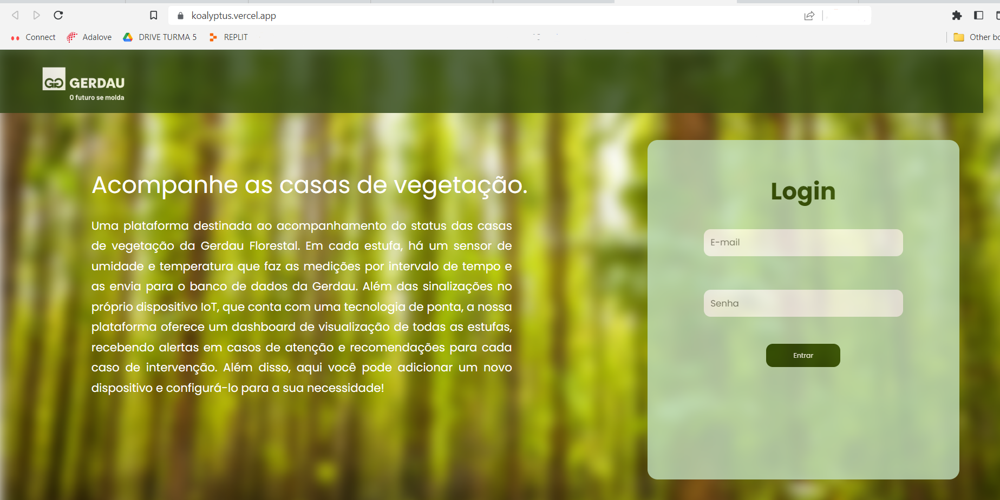 koalyptus.vercel.app
Connect Adalove DRIVE TURMA 5 REPLIT Other bo
GERDAU
O futuro se molda
Acompanhe as casas de vegetação.
Uma plataforma destinada ao acompanhamento do status das casas
de vegetação da Gerdau Florestal. Em cada estufa, há um sensor de
umidade e temperatura que faz as medições por intervalo de tempo e
as envia para o banco de dados da Gerdau. Além das sinalizações no
próprio dispositivo IoT, que conta com uma tecnologia de ponta, a nossa
plataforma oferece um dashboard de visualização de todas as estufas,
recebendo alertas em casos de atenção e recomendações para cada
caso de intervenção. Além disso, aqui você pode adicionar um novo
dispositivo e configurá-lo para a sua necessidade!
Login
E-mail
Senha
Entrar